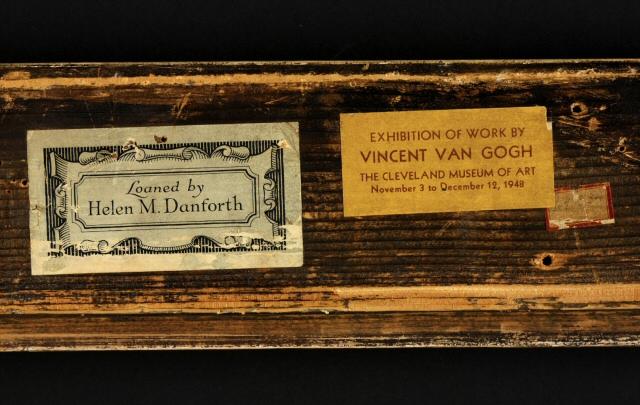 Loaned by
Helen M. Danforth
EXHIBITION OF WORK BY
VINCENT VAN GOGH
THE CLEVELAND MUSEUM OF ART
November 3 to December 12, 1948